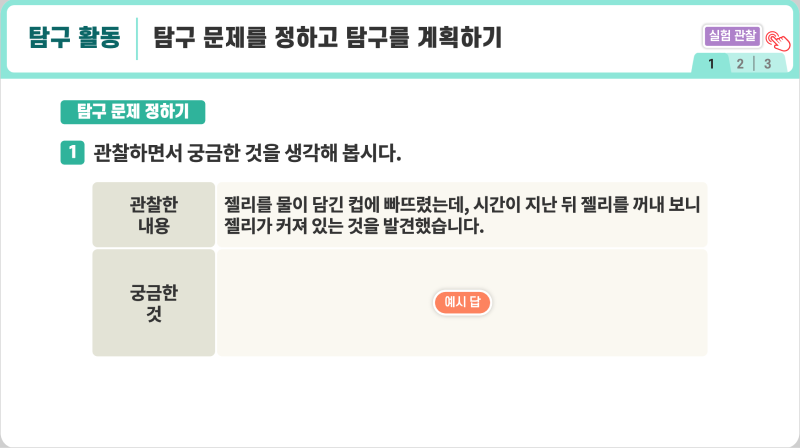 탐구 활동
탐구 문제를 정하고 탐구를 계획하기
실험 관찰
1 2 3
탐구 문제 정하기
1 관찰하면서 궁금한 것을 생각해 봅시다.
관찰한
내용
젤리를 물이 담긴 컵에 빠뜨렸는데, 시간이 지난 뒤 젤리를 꺼내 보니
젤리가 커져 있는 것을 발견했습니다.
궁금한
것
예시 답